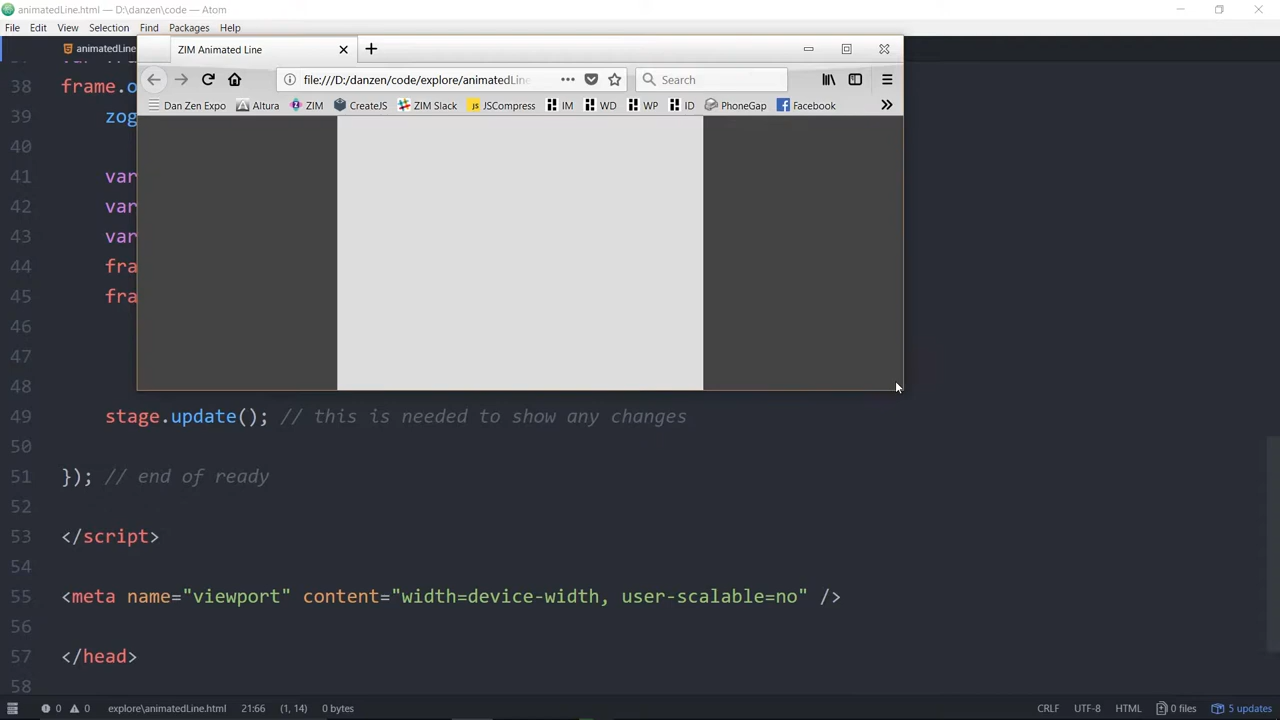 animatedLine.html — D:\danzen\code — Atom
File Edit View Selection Find Packages Help
animatedLine
ZIM Animated Line
file:///D:/danzen/code/explore/animatedLine
Search
Dan Zen Expo Altura ZIM CreateJS ZIM Slack JSCompress IM WD WP ID PhoneGap Facebook
38 frame.o
39 zog
40
41 var
42 var
43 var
44 fra
45 fra
46
47
48
49 stage.update(); // this is needed to show any changes
50
51 }); // end of ready
52
53 </script>
54
55 <meta name="viewport" content="width=device-width, user-scalable=no" />
56
57 </head>
58
0 0 explore\animatedLine.html 21:66 (1, 14) 0 bytes CRLF UTF-8 HTML 0 files 5 updates